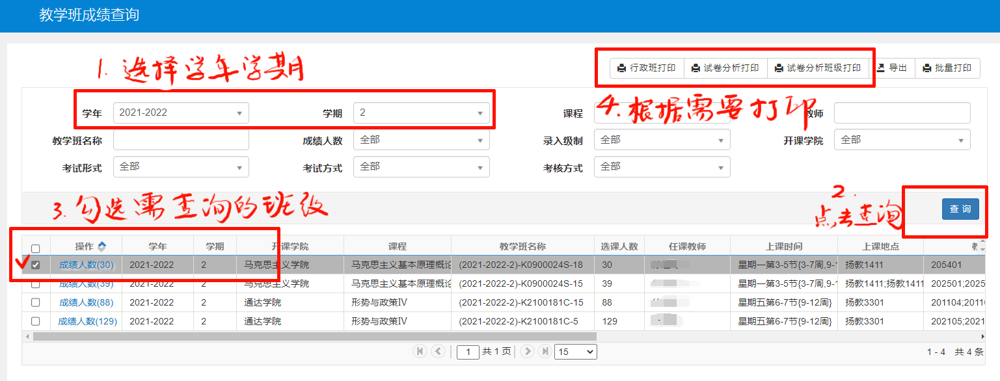 教学班成绩查询
1. 选择学年学期
行政班打印 试卷分析打印 试卷分析班级打印 导出 批量打印
学年 2021-2022 学期 2 课程 教师
4. 根据需要打印
教学班名称 成绩人数 全部 录入级制 全部 开课学院 全部
考试形式 全部 考试方式 全部 考核方式 全部
3. 勾选需查询的班级
2.
点击查询
查 询
操作 学年 学期 开课学院 课程 教学班名称 选课人数 任课教师 上课时间 上课地点
成绩人数(30) 2021-2022 2 马克思主义学院 马克思主义基本原理概论 (2021-2022-2)-K0900024S-18 30 星期一第3-5节{3-7周,9-1 扬教1411 205401
成绩人数(39) 2021-2022 2 马克思主义学院 马克思主义基本原理概论 (2021-2022-2)-K0900024S-15 39 星期一第3-5节{3-7周,9-1 扬教1411;扬教1411 202501;2025
成绩人数(88) 2021-2022 2 通达学院 形势与政策IV (2021-2022-2)-K2100181C-15 88 星期五第6-7节{9-12周} 扬教3301 201104;2011
成绩人数(129) 2021-2022 2 通达学院 形势与政策IV (2021-2022-2)-K2100181C-5 129 星期五第6-7节{9-12周} 扬教3301 202105;2021
1 共 1 页 15 1 - 4 共 4 条